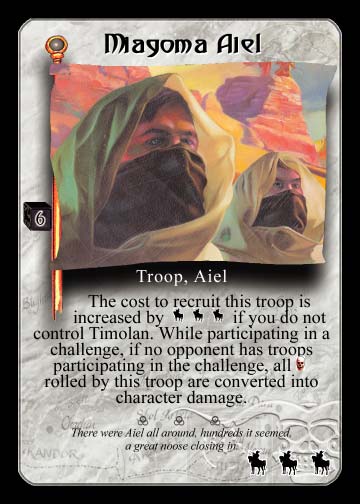 Miagoma Aiel
6
Troop, Aiel
The cost to recruit this troop is
increased by if you do not
control Timolan. While participating in a
challenge, if no opponent has troops
participating in the challenge, all
rolled by this troop are converted into
character damage.
There were Aiel all around, hundreds it seemed,
a great noose closing in.
KANDOR